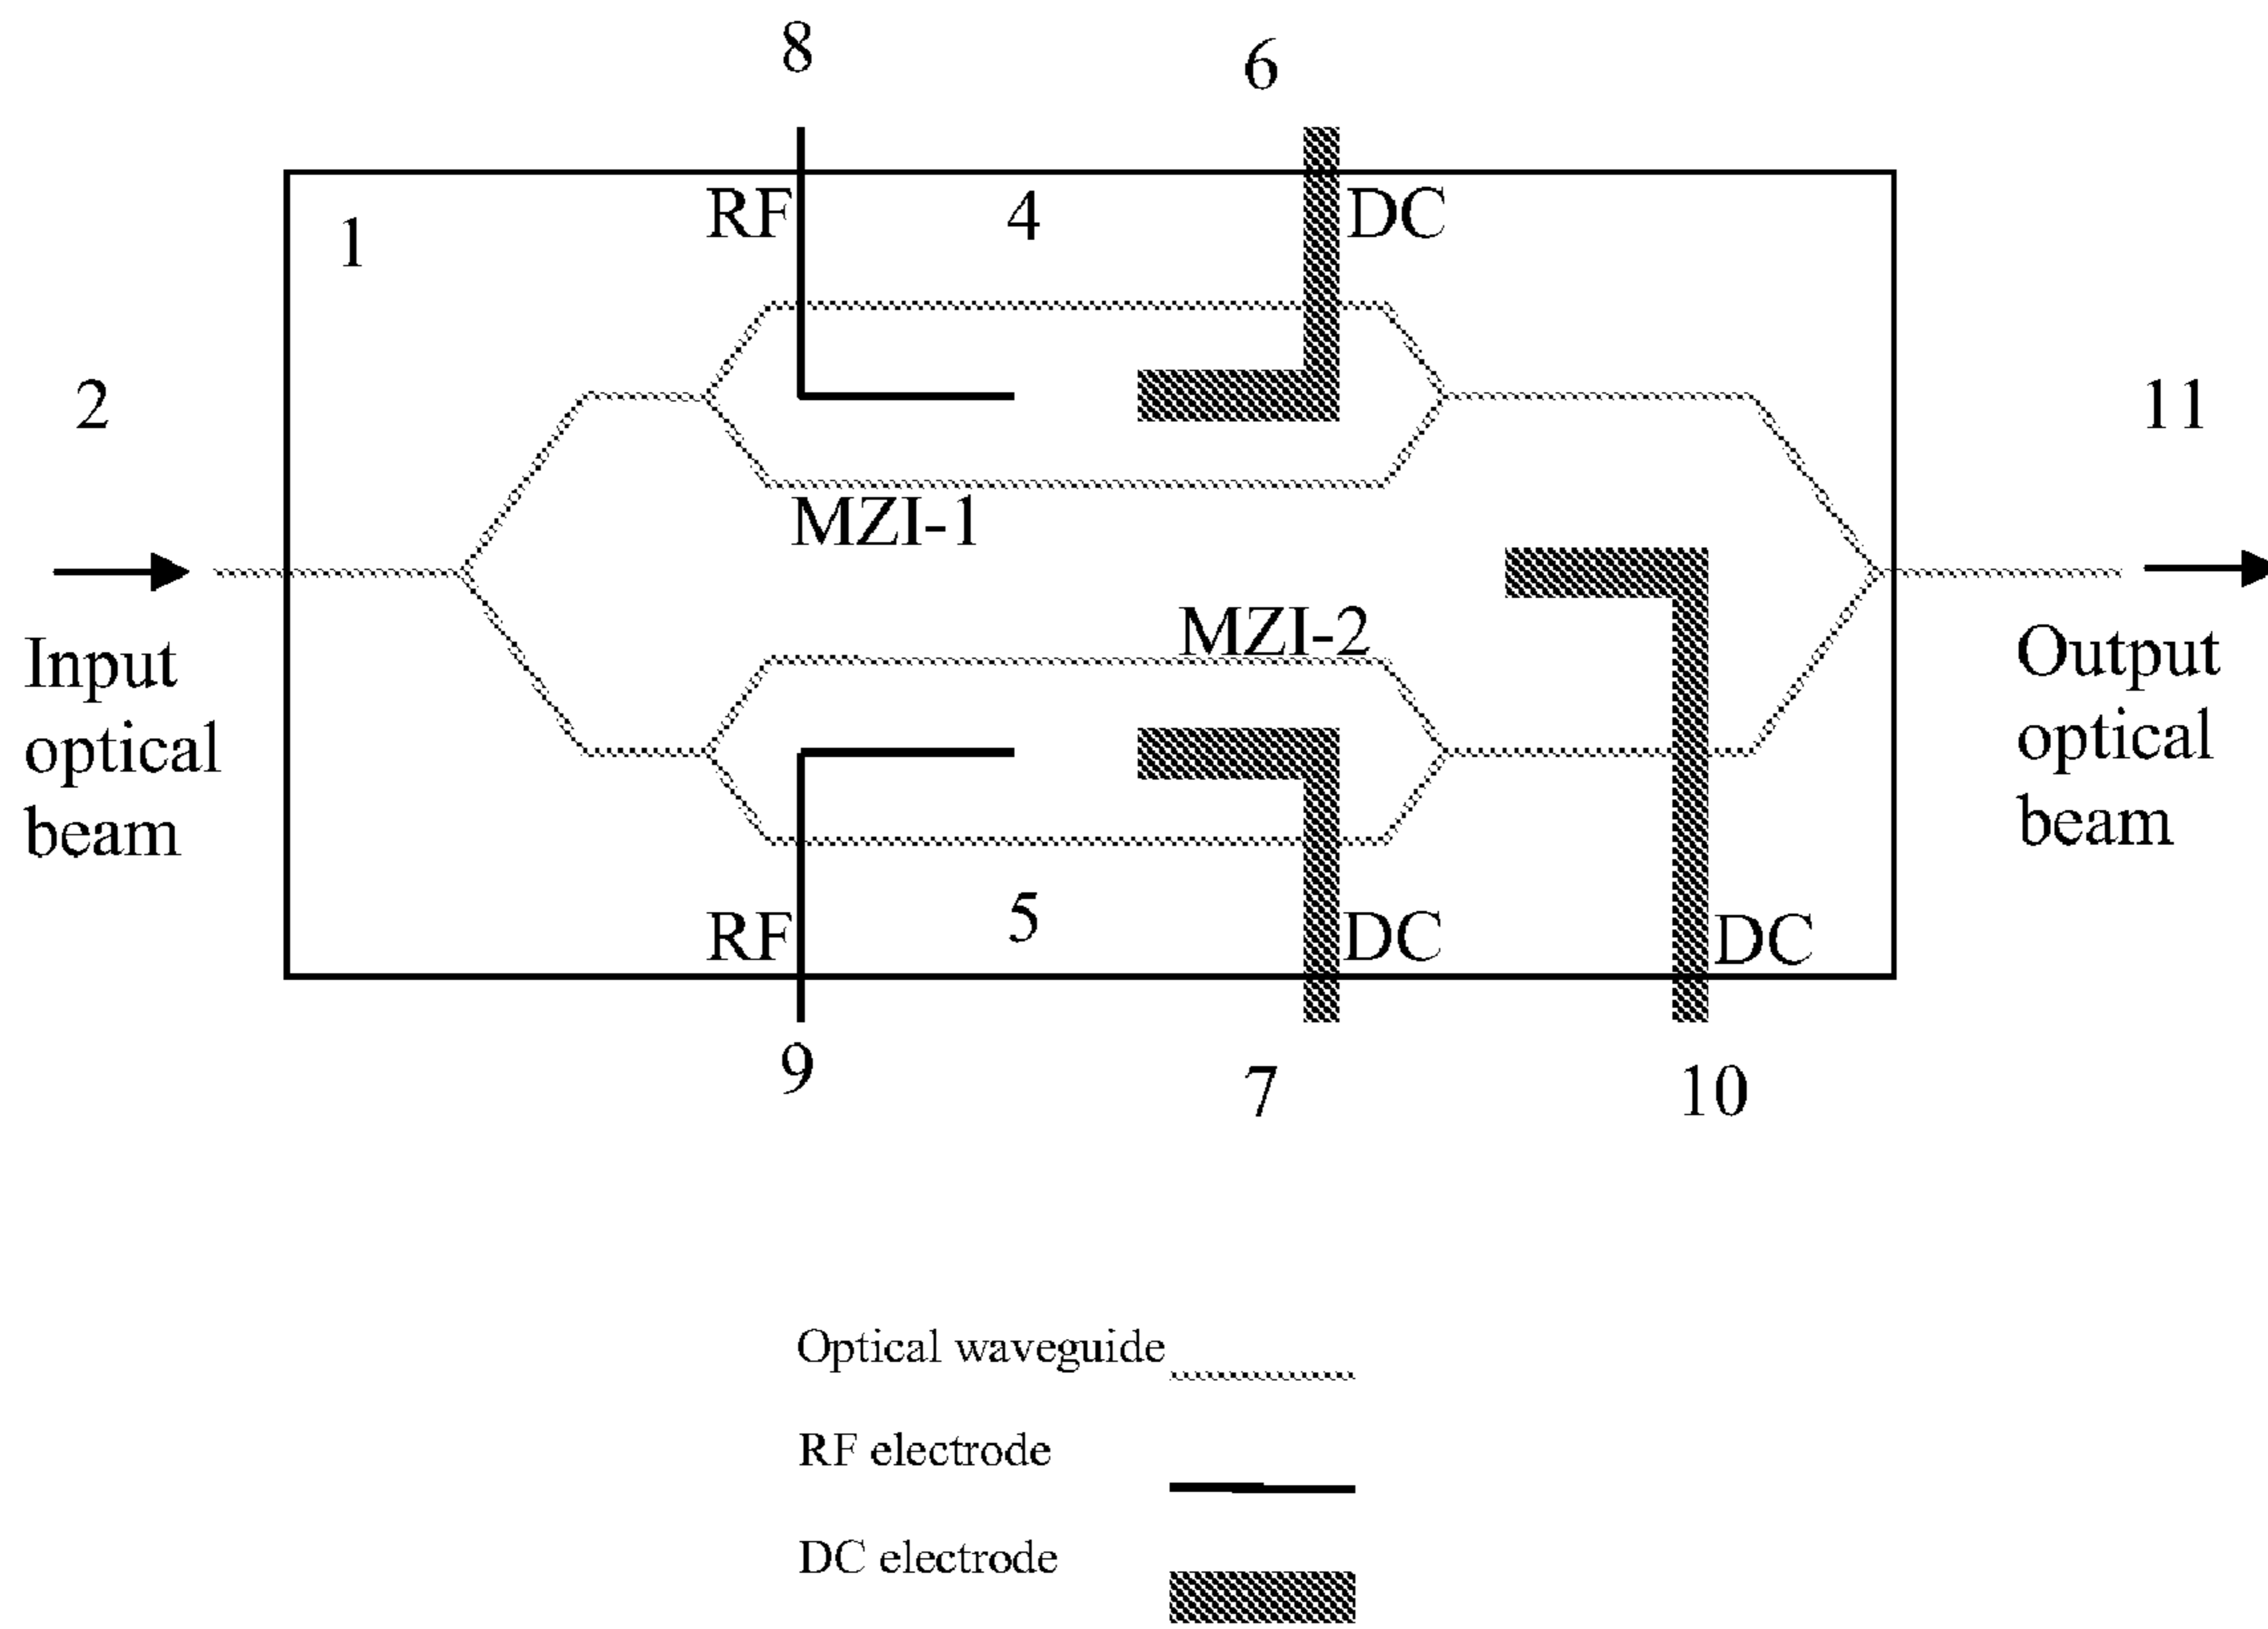 8
6
RF
4
DC
1
2
11
MZI-1
MZI-2
Input
optical
beam
Output
optical
beam
RF
5
DC
DC
9
7
10
Optical waveguide
RF electrode
DC electrode